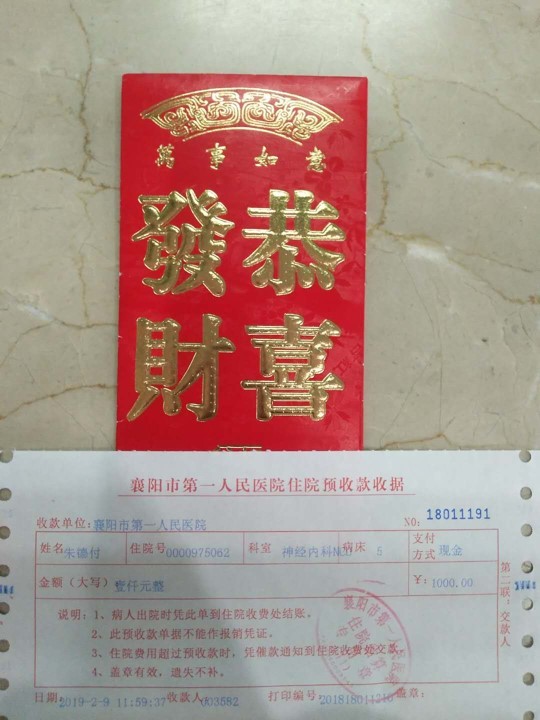 萬事如意
恭喜
發財
襄阳市第一人民医院住院预收款收据
收款单位:襄阳市第一人民医院 NO: 18011191
姓名 朱德付 住院号 0000975062 科室 神经内科NCU 病床 5 支付方式 现金
金额(大写) 壹仟元整 ¥: 1000.00
说明:1、病人出院时凭此单到住院收费处结账。
2、此预收款单据不能作报销凭证。
3、住院费用超过预收款时,凭催款通知到住院收费处交款。
4、盖章有效,遗失不补。
日期: 2019-2-9 11:59:37 收款人 003582 打印编号 盖章:
第二联:交款人